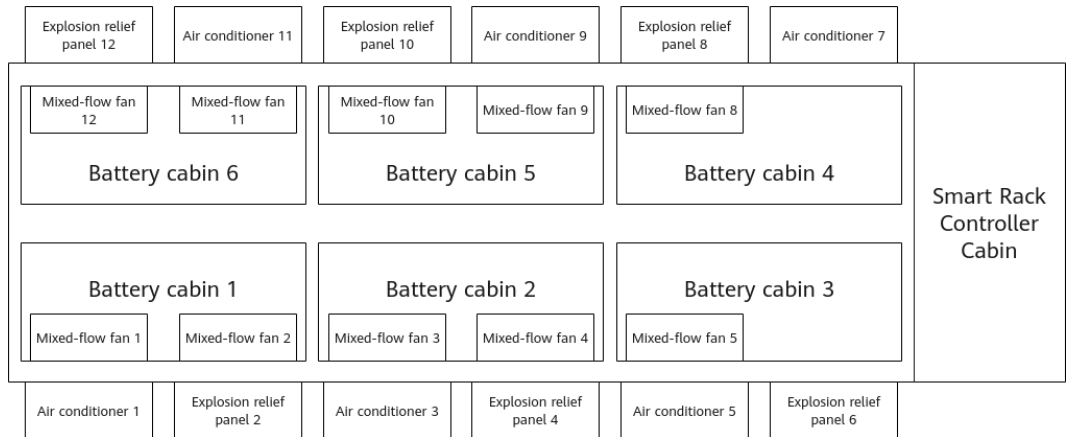 Explosion relief
panel 12
Air conditioner 11
Explosion relief
panel 10
Air conditioner 9
Explosion relief
panel 8
Air conditioner 7
Mixed-flow fan
12
Mixed-flow fan
11
Mixed-flow fan
10
Mixed-flow fan 9
Mixed-flow fan 8
Battery cabin 6
Battery cabin 5
Battery cabin 4
Smart Rack
Controller
Cabin
Battery cabin 1
Battery cabin 2
Battery cabin 3
Mixed-flow fan 1
Mixed-flow fan 2
Mixed-flow fan 3
Mixed-flow fan 4
Mixed-flow fan 5
Air conditioner 1
Explosion relief
panel 2
Air conditioner 3
Explosion relief
panel 4
Air conditioner 5
Explosion relief
panel 6